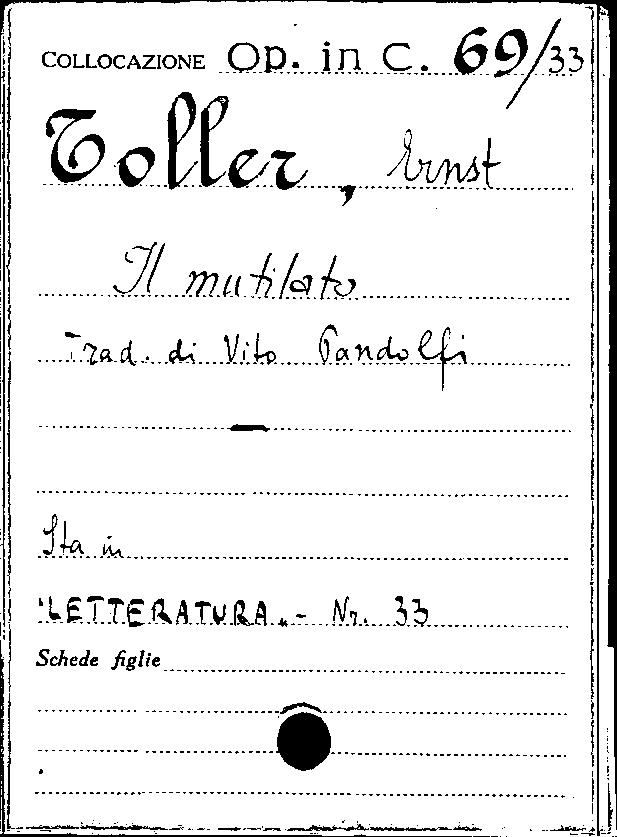 COLLOCAZIONE Op. in C. 69/33
Toller, Ernst
Il mutilato
Trad. di Vito Pandolfi
—
Sta in
"LETTERATURA„ - Nr. 33
Schede figlie